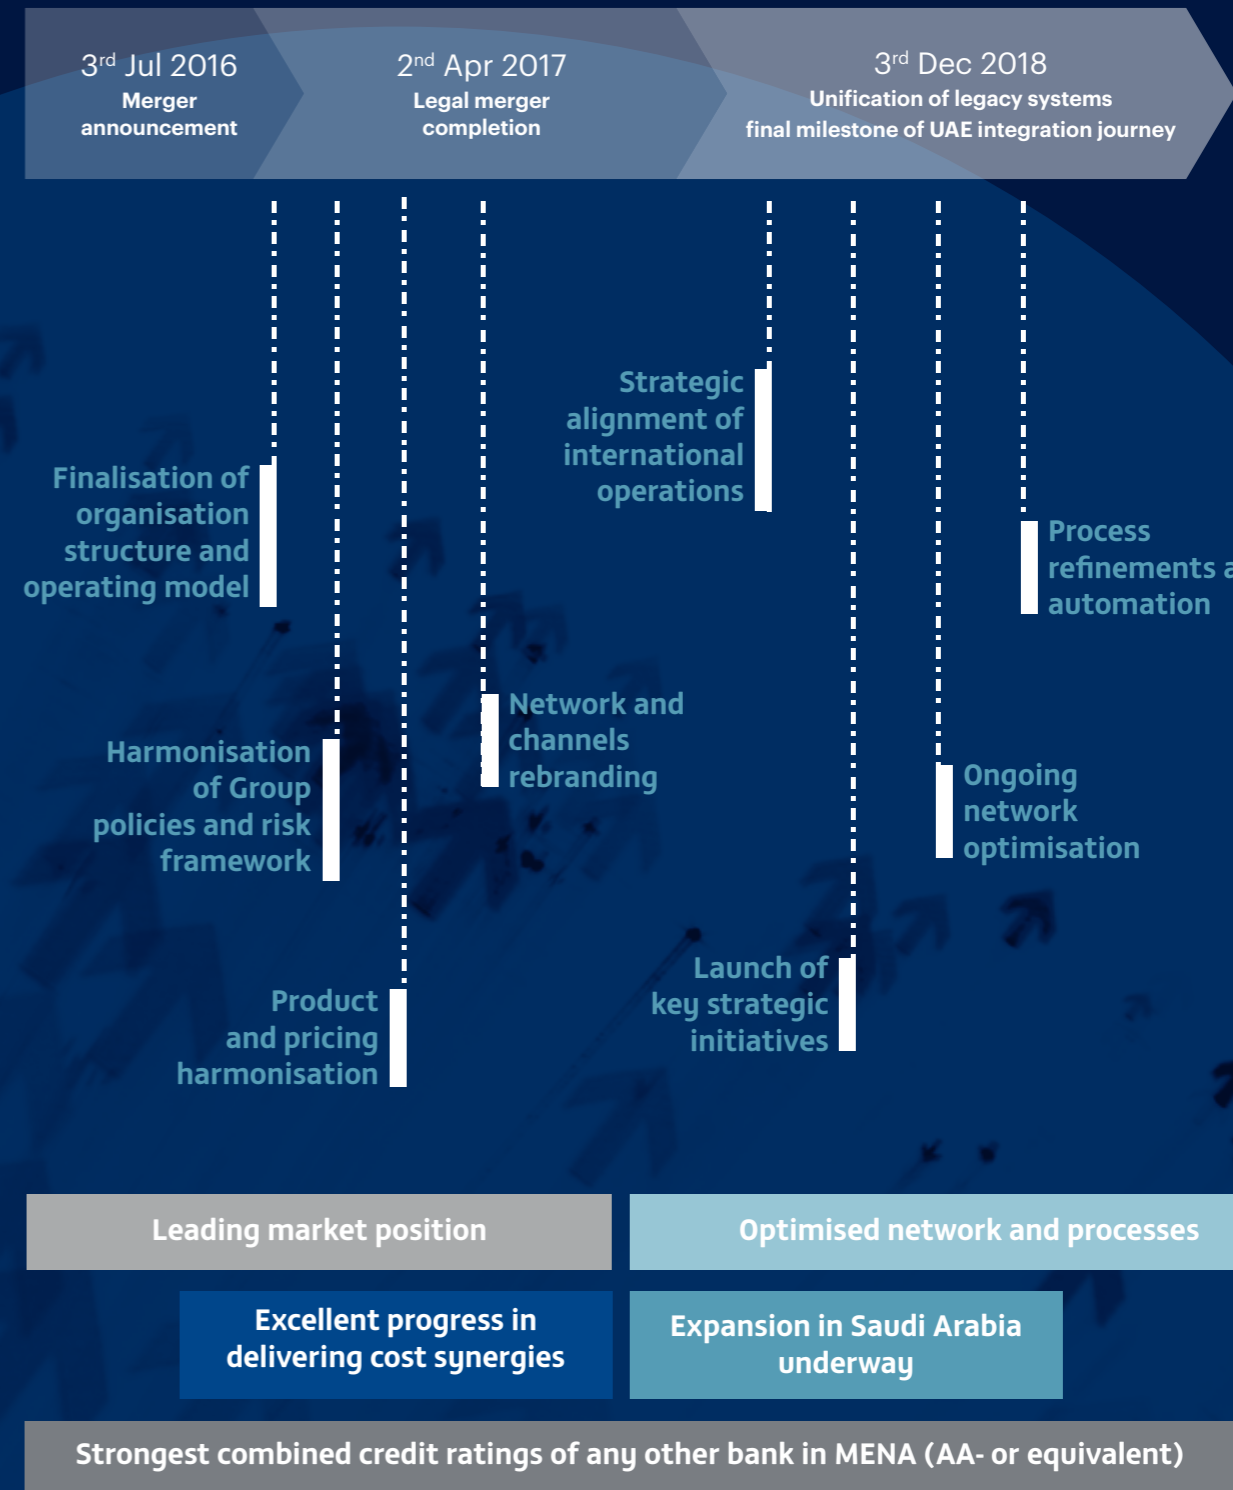 3rd Jul 2016
Merger
announcement
2nd Apr 2017
Legal merger
completion
3rd Dec 2018
Unification of legacy systems
final milestone of UAE integration journey
Finalisation of
organisation
structure and
operating model
Harmonisation
of Group
policies and risk
framework
Product
and pricing
harmonisation
Network and
channels
rebranding
Strategic
alignment of
international
operations
Launch of
key strategic
initiatives
Ongoing
network
optimisation
Process
refinements
automation
Leading market position
Optimised network and processes
Excellent progress in
delivering cost synergies
Expansion in Saudi Arabia
underway
Strongest combined credit ratings of any other bank in MENA (AA- or equivalent)